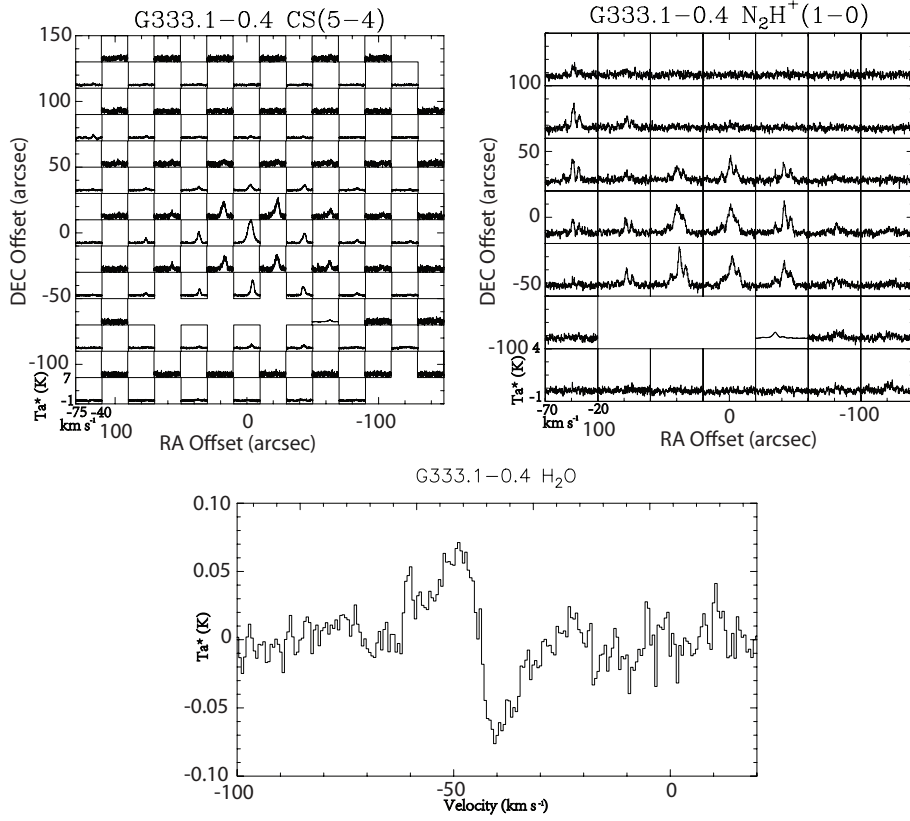 G333.1−0.4 CS(5−4)
150
100
50
0
-50
-100
DEC Offset (arcsec)
7
-1
Ta* (K)
-75 -40
km s⁻¹
100 0 -100
RA Offset (arcsec)
G333.1−0.4 N₂H⁺(1−0)
100
50
0
-50
-100
DEC Offset (arcsec)
4
-1
Ta* (K)
-70 -20
km s⁻¹
100 0 -100
RA Offset (arcsec)
G333.1−0.4 H₂O
0.10
0.05
0
-0.05
-0.10
Ta* (K)
-100 -50 0
Velocity (km s⁻¹)